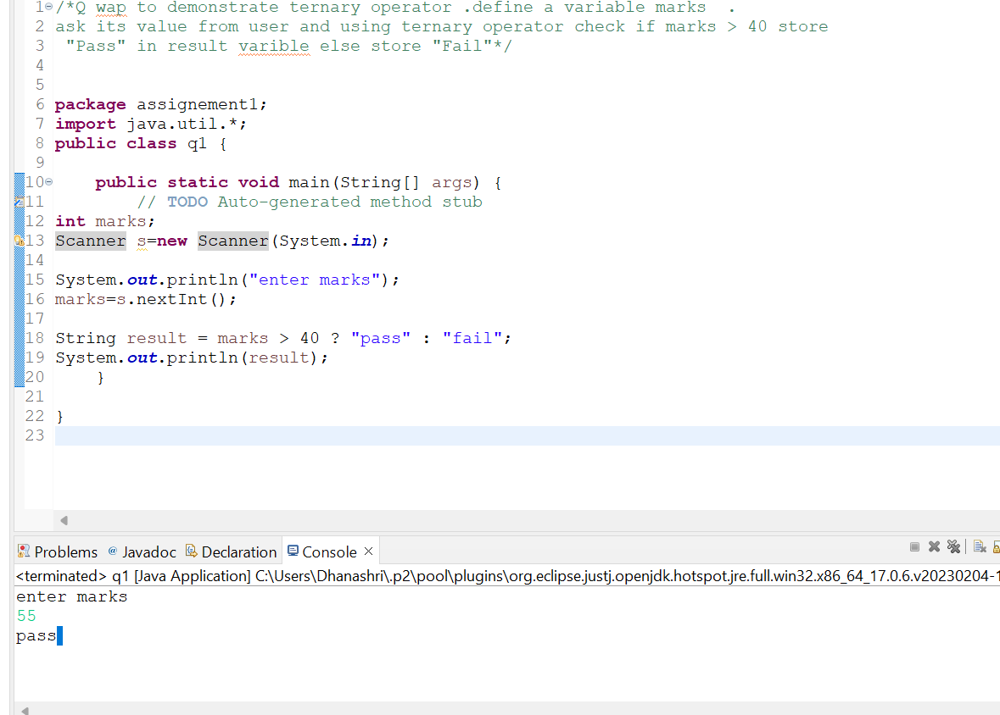 1 /*Q wap to demonstrate ternary operator .define a variable marks  .
2 ask its value from user and using ternary operator check if marks > 40 store
3  "Pass" in result varible else store "Fail"*/
4
5
6 package assignement1;
7 import java.util.*;
8 public class q1 {
9
10     public static void main(String[] args) {
11         // TODO Auto-generated method stub
12 int marks;
13 Scanner s=new Scanner(System.in);
14
15 System.out.println("enter marks");
16 marks=s.nextInt();
17
18 String result = marks > 40 ? "pass" : "fail";
19 System.out.println(result);
20     }
21
22 }
23
Problems @ Javadoc Declaration Console ×
<terminated> q1 [Java Application] C:\Users\Dhanashri\.p2\pool\plugins\org.eclipse.justj.openjdk.hotspot.jre.full.win32.x86_64_17.0.6.v20230204-1
enter marks
55
pass